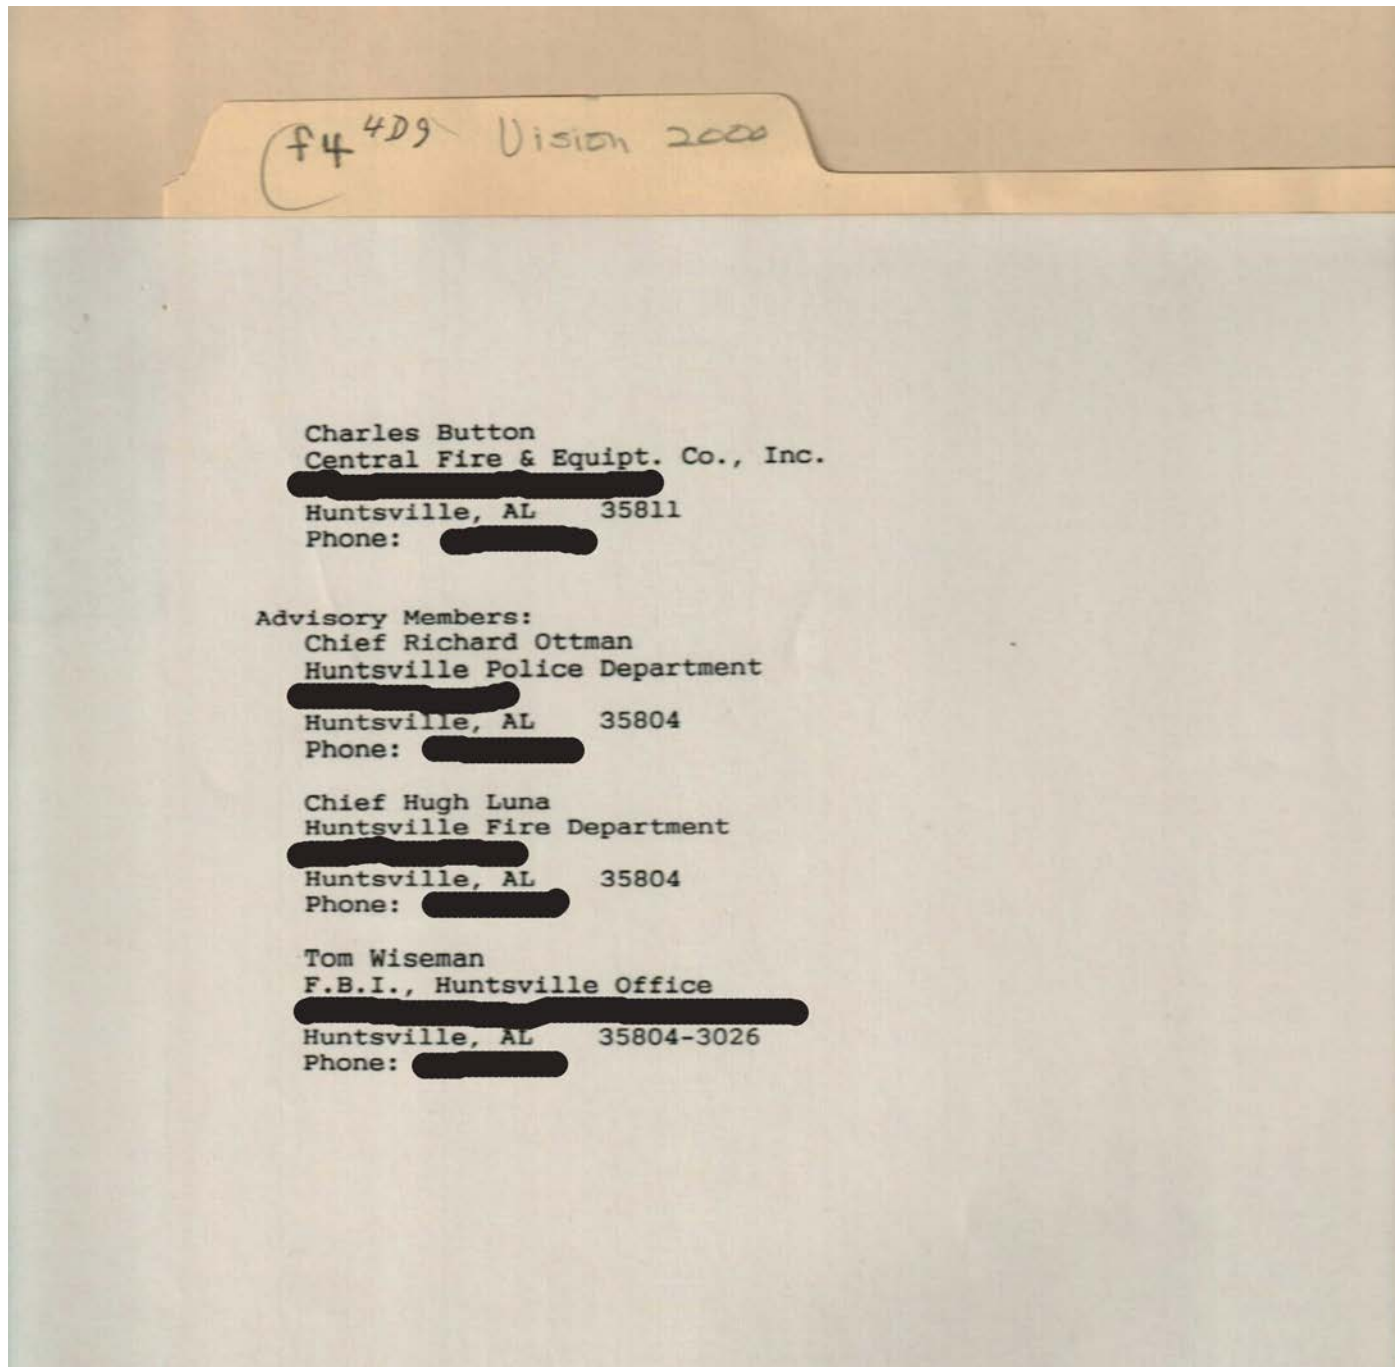 f4 4D9 Vision 2000
Charles Button
Central Fire & Equipt. Co., Inc.
Huntsville, AL 35811
Phone:
Advisory Members:
Chief Richard Ottman
Huntsville Police Department
Huntsville, AL 35804
Phone:
Chief Hugh Luna
Huntsville Fire Department
Huntsville, AL 35804
Phone:
Tom Wiseman
F.B.I., Huntsville Office
Huntsville, AL 35804-3026
Phone: